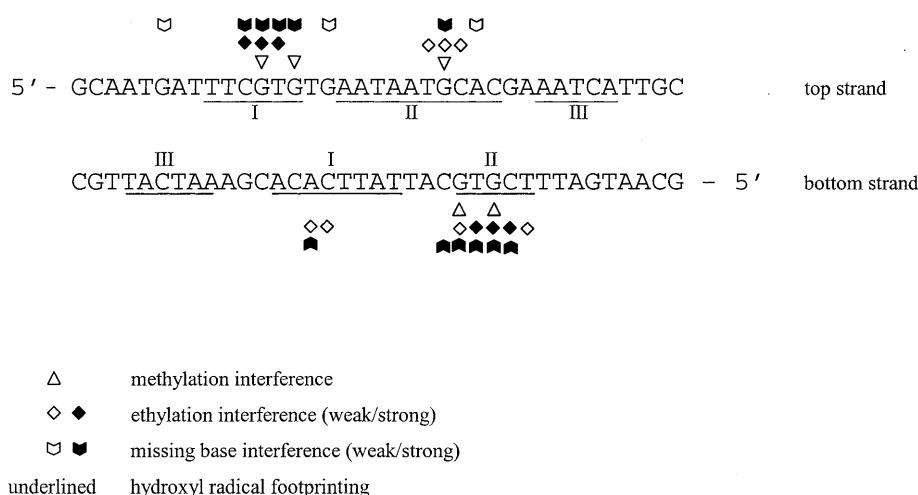 I II III
5' - GCAATGATTTCGTGTGAATAATGCACGAAATCATTGC top strand
III I II
CGTTACTAAAGCACACTTATTACGTGCTTTAGTAACG - 5' bottom strand
methylation interference
ethylation interference (weak/strong)
missing base interference (weak/strong)
underlined hydroxyl radical footprinting